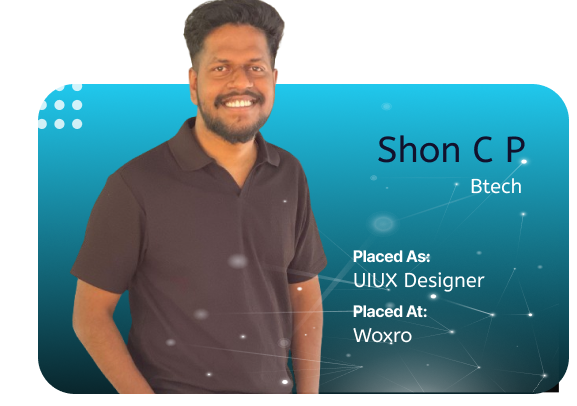 Shon C P
Btech
Placed As:
UIUX Designer
Placed At:
Woxro